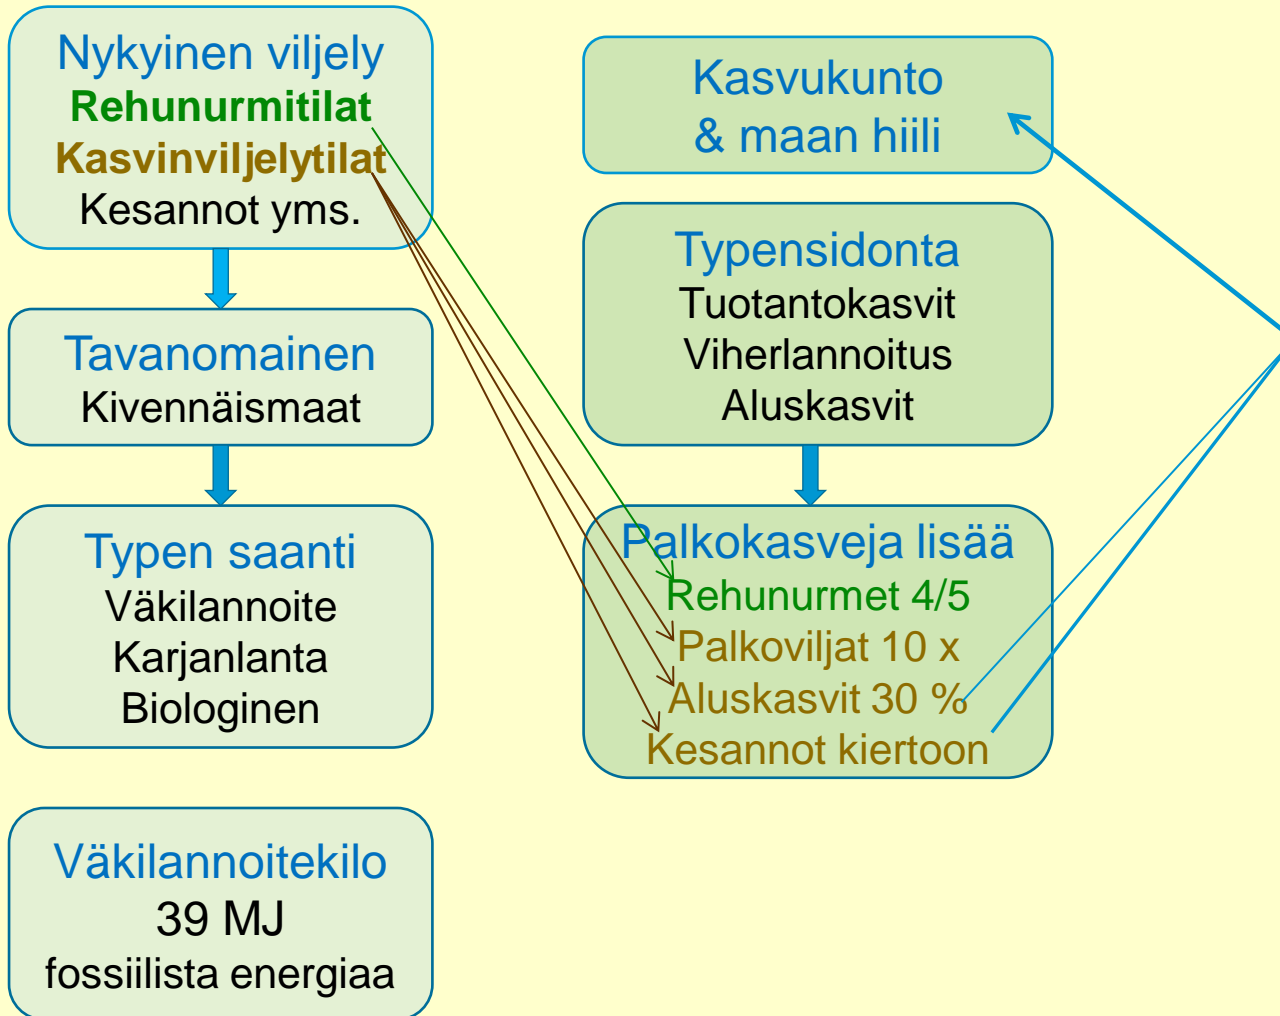 Nykyinen viljely
Rehunurmitilat
Kasvinviljelytilat
Kesannot yms.
Tavanomainen
Kivennäismaat
Typen saanti
Väkilannoite
Karjanlanta
Biologinen
Väkilannoitekilo
39 MJ
fossiilista energiaa
Kasvukunto
& maan hiili
Typensidonta
Tuotantokasvit
Viherlannoitus
Aluskasvit
Palkokasveja lisää
Rehunurmet 4/5
Palkoviljat 10 x
Aluskasvit 30 %
Kesannot kiertoon